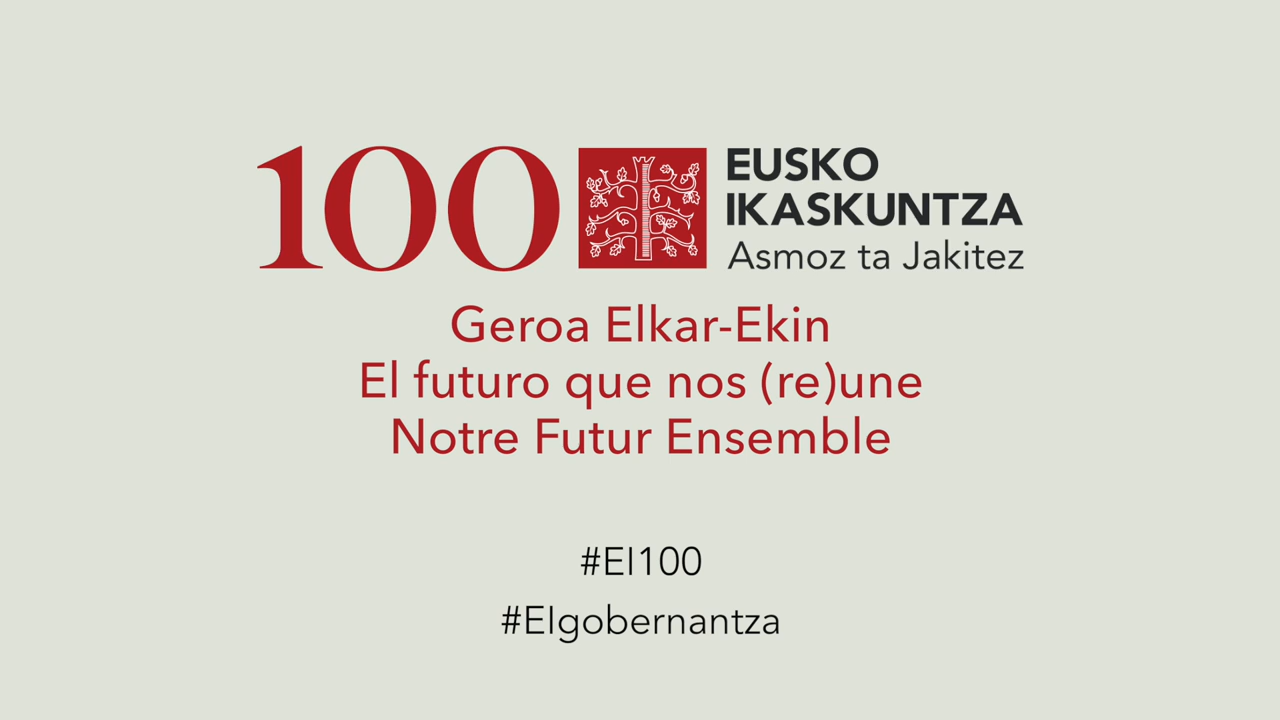 100 EUSKO
IKASKUNTZA
Asmoz ta Jakitez
Geroa Elkar-Ekin
El futuro que nos (re)une
Notre Futur Ensemble
#EI100
#EIgobernantza